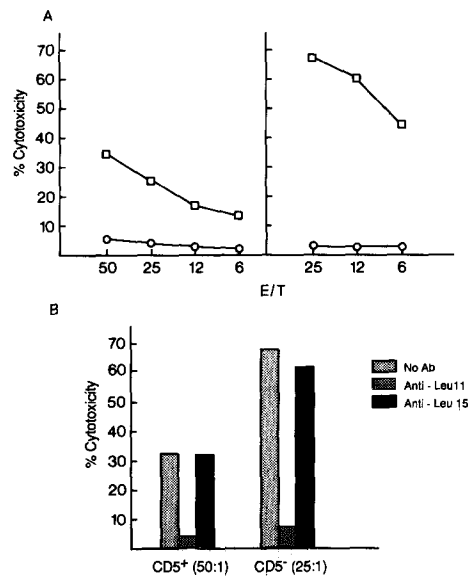 A
% Cytotoxicity
70
60
50
40
30
20
10
50 25 12 6
25 12 6
E/T
B
% Cytotoxicity
70
60
50
40
30
20
10
No Ab
Anti - Leu11
Anti - Leu 15
CD5+ (50:1) CD5- (25:1)